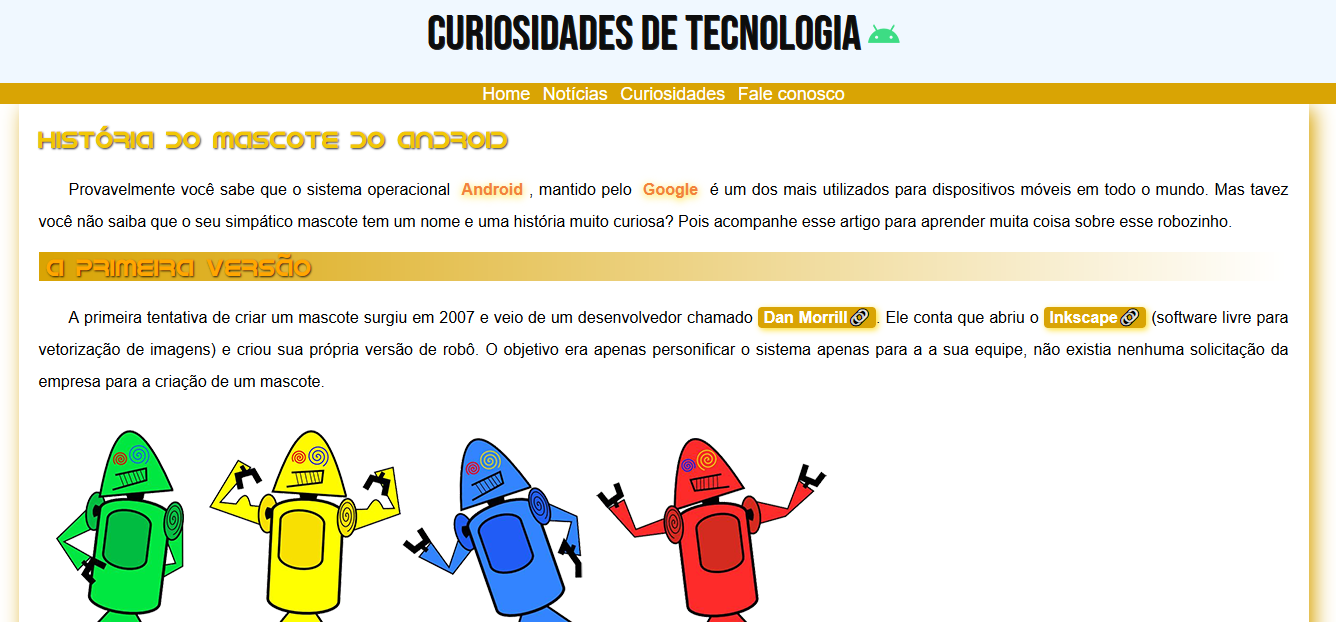 CURIOSIDADES DE TECNOLOGIA
Home Notícias Curiosidades Fale conosco
HISTÓRIA DO MASCOTE DO ANDROID
Provavelmente você sabe que o sistema operacional Android , mantido pelo Google é um dos mais utilizados para dispositivos móveis em todo o mundo. Mas tavez
você não saiba que o seu simpático mascote tem um nome e uma história muito curiosa? Pois acompanhe esse artigo para aprender muita coisa sobre esse robozinho.
A PRIMEIRA VERSÃO
A primeira tentativa de criar um mascote surgiu em 2007 e veio de um desenvolvedor chamado Dan Morrill🔗. Ele conta que abriu o Inkscape🔗 (software livre para
vetorização de imagens) e criou sua própria versão de robô. O objetivo era apenas personificar o sistema apenas para a a sua equipe, não existia nenhuma solicitação da
empresa para a criação de um mascote.